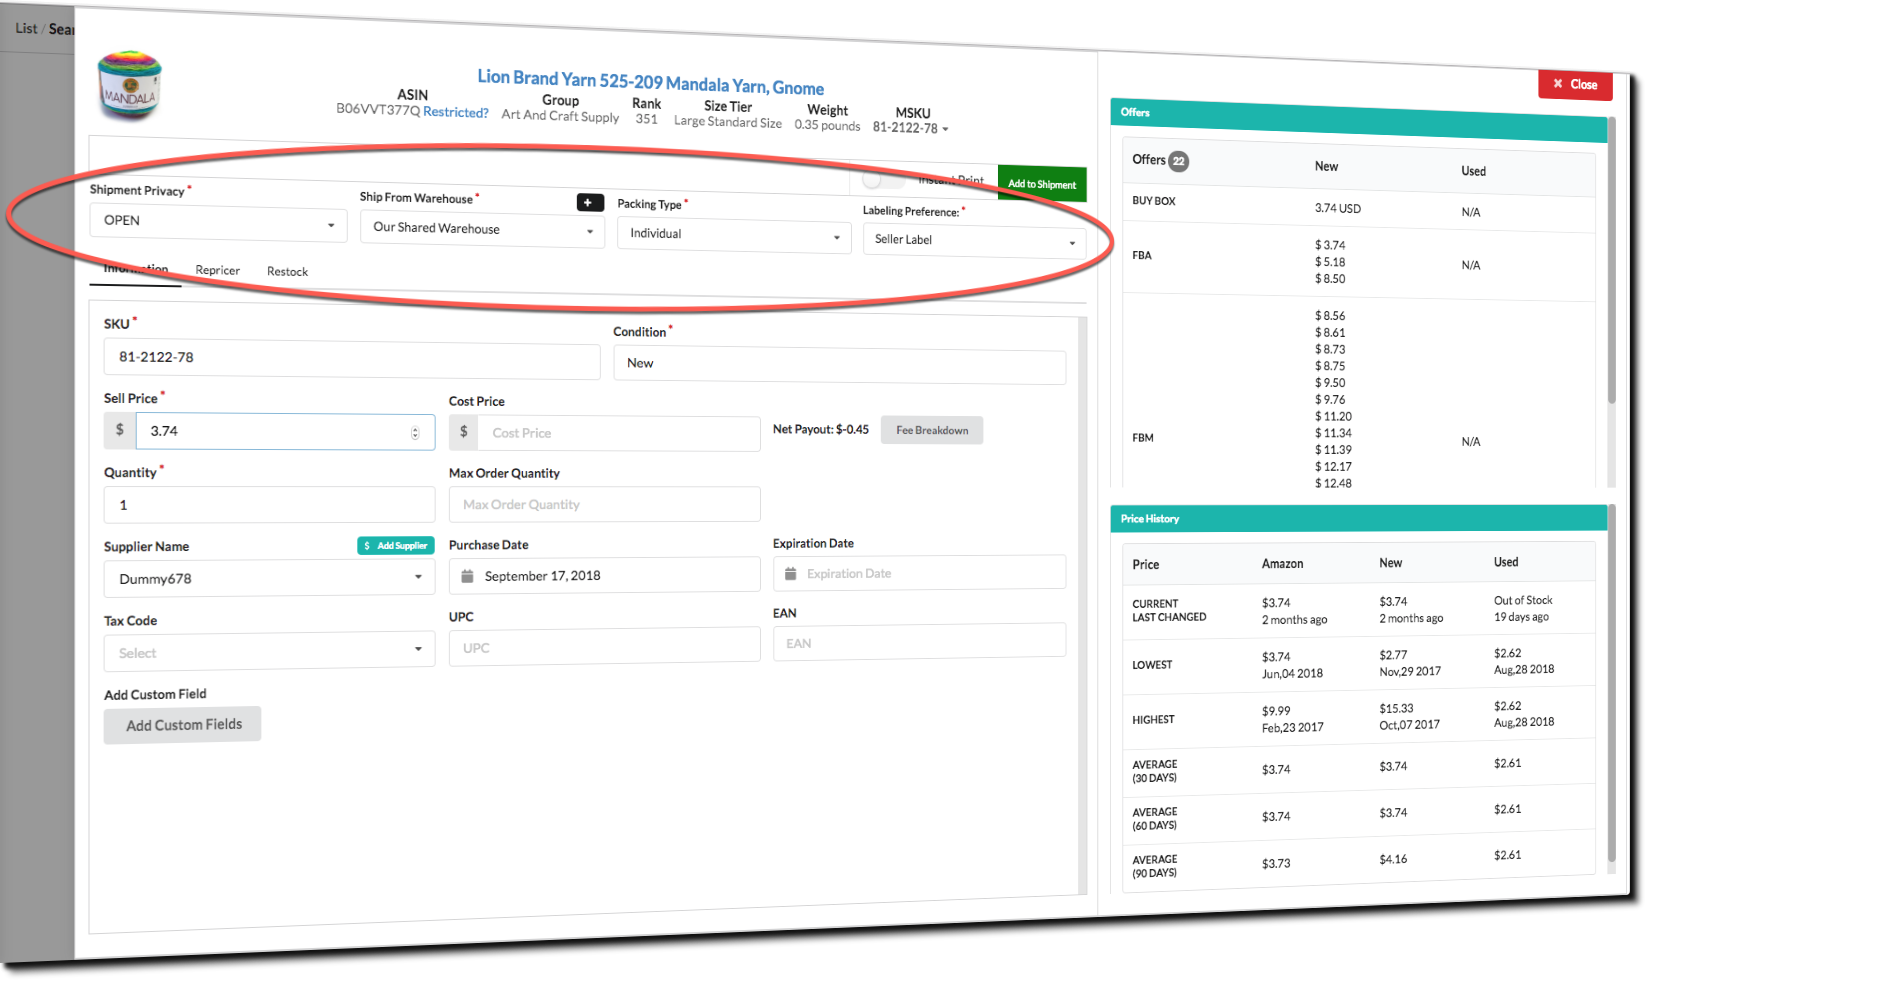 List / Sear
MANDALA
Lion Brand Yarn 525-209 Mandala Yarn, Gnome
ASIN Group Rank Size Tier Weight MSKU
B06VVT377Q Restricted? Art And Craft Supply 351 Large Standard Size 0.35 pounds 81-2122-78
Close
Instant Print Add to Shipment
Shipment Privacy * Ship From Warehouse * + Packing Type * Labeling Preference: *
OPEN Our Shared Warehouse Individual Seller Label
Information Repricer Restock
SKU * Condition *
81-2122-78 New
Sell Price * Cost Price
$ 3.74 $ Cost Price Net Payout: $-0.45 Fee Breakdown
Quantity * Max Order Quantity
1 Max Order Quantity
Supplier Name $ Add Supplier Purchase Date Expiration Date
Dummy678 September 17, 2018 Expiration Date
Tax Code UPC EAN
Select UPC EAN
Add Custom Field
Add Custom Fields
Offers
Offers 22 New Used
BUY BOX 3.74 USD N/A
FBA $ 3.74 N/A
$ 5.18
$ 8.50
FBM $ 8.56 N/A
$ 8.61
$ 8.73
$ 8.75
$ 9.50
$ 9.76
$ 11.20
$ 11.34
$ 11.39
$ 12.17
$ 12.48
Price History
Price Amazon New Used
CURRENT $3.74 $3.74 Out of Stock
LAST CHANGED 2 months ago 2 months ago 19 days ago
LOWEST $3.74 $2.77 $2.62
Jun,04 2018 Nov,29 2017 Aug,28 2018
HIGHEST $9.99 $15.33 $2.62
Feb,23 2017 Oct,07 2017 Aug,28 2018
AVERAGE $3.74 $3.74 $2.61
(30 DAYS)
AVERAGE $3.74 $3.74 $2.61
(60 DAYS)
AVERAGE $3.73 $4.16 $2.61
(90 DAYS)